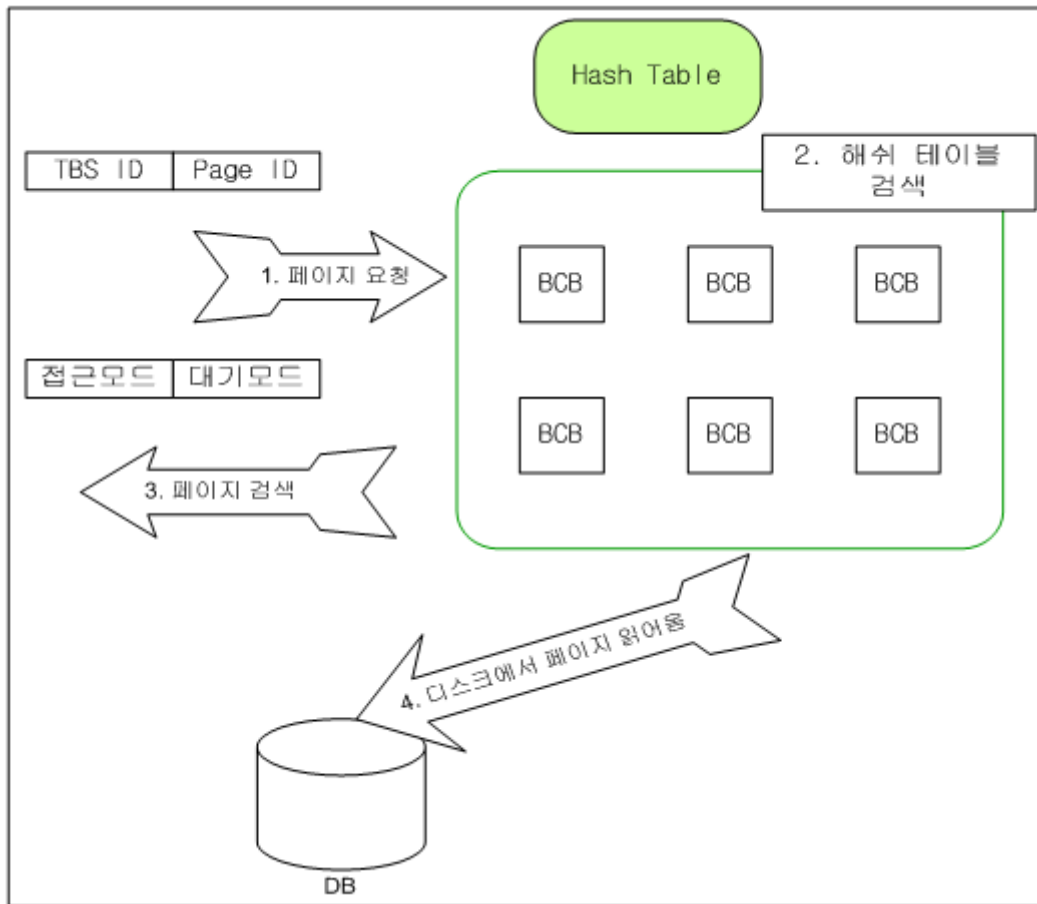 Hash Table
2. 해쉬 테이블
검색
TBS ID Page ID
1. 페이지 요청
BCB BCB BCB
접근모드 대기모드
BCB BCB BCB
3. 페이지 검색
4. 디스크에서 페이지 읽어옴
DB